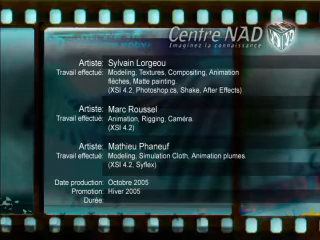 Centre NAD
Imaginez la connaissance
Artiste: Sylvain Lorgeou
Travail effectué: Modeling, Textures, Compositing, Animation
flèches, Matte painting.
(XSI 4.2, Photoshop cs, Shake, After Effects)
Artiste: Marc Roussel
Travail effectué: Animation, Rigging, Caméra.
(XSI 4.2)
Artiste: Mathieu Phaneuf
Travail effectué: Modeling, Simulation Cloth, Animation plumes.
(XSI 4.2, Syflex)
Date production: Octobre 2005
Promotion: Hiver 2005
Durée: